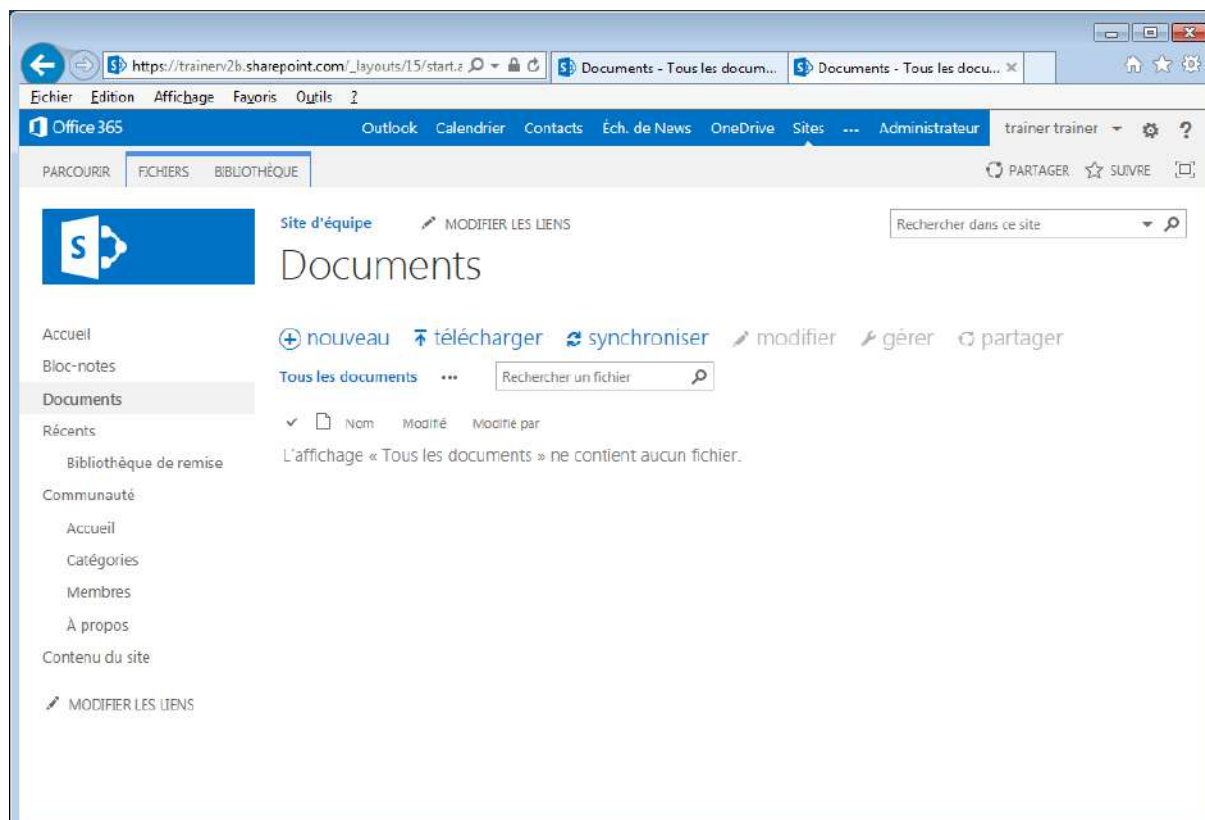 https://trainerv2b.sharepoint.com/_layouts/15/start.a
Documents - Tous les docum...
Documents - Tous les docu...
Fichier Edition Affichage Favoris Outils ?
Office 365 Outlook Calendrier Contacts Éch. de News OneDrive Sites ... Administrateur trainer trainer ?
PARCOURIR FICHIERS BIBLIOTHÈQUE PARTAGER SUIVRE
S
Site d'équipe MODIFIER LES LIENS Rechercher dans ce site
Documents
Accueil
nouveau télécharger synchroniser modifier gérer partager
Bloc-notes
Tous les documents ... Rechercher un fichier
Documents
Nom Modifié Modifié par
Récents
L'affichage « Tous les documents » ne contient aucun fichier.
Bibliothèque de remise
Communauté
Accueil
Catégories
Membres
À propos
Contenu du site
MODIFIER LES LIENS